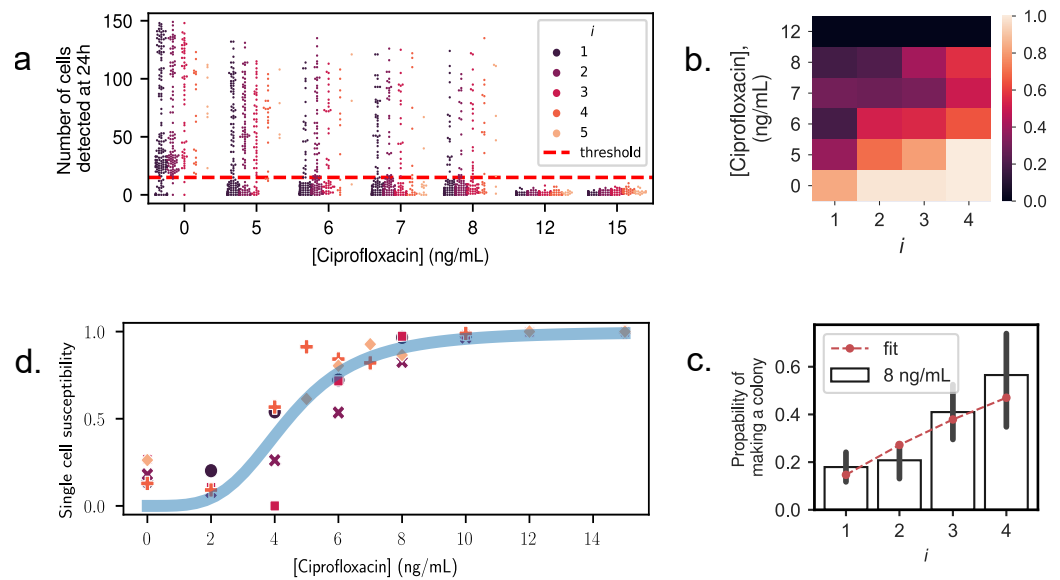 a
Number of cells
detected at 24h
150
100
50
0
i
1
2
3
4
5
threshold
0 5 6 7 8 12 15
[Ciprofloxacin] (ng/mL)
b.
[Ciprofloxacin],
(ng/mL)
12
8
7
6
5
0
1 2 3 4
i
1.0
0.8
0.6
0.4
0.2
0.0
d.
Single cell susceptibility
1.0
0.5
0.0
0 2 4 6 8 10 12 14
[Ciprofloxacin] (ng/mL)
c.
Propability of
making a colony
0.6
0.4
0.2
0.0
fit
8 ng/mL
1 2 3 4
i